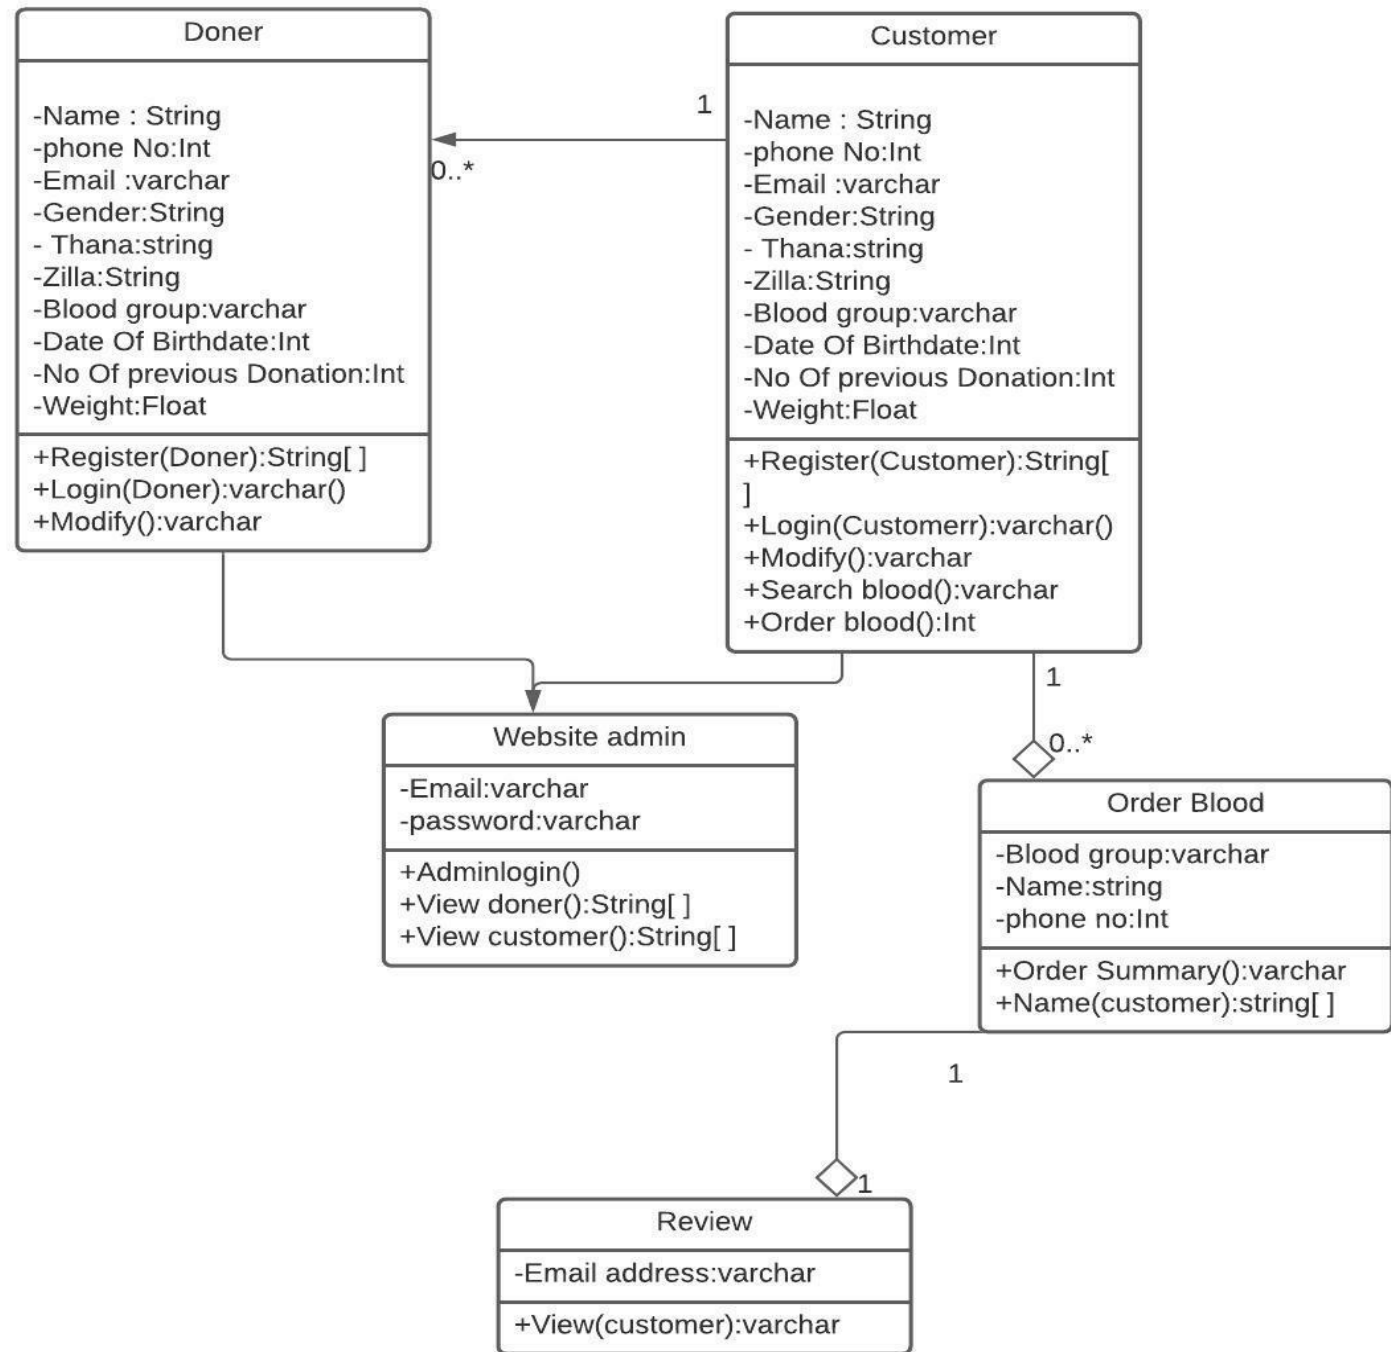 Doner
-Name : String
-phone No:Int
-Email :varchar
-Gender:String
- Thana:string
-Zilla:String
-Blood group:varchar
-Date Of Birthdate:Int
-No Of previous Donation:Int
-Weight:Float
+Register(Doner):String[ ]
+Login(Doner):varchar()
+Modify():varchar
1
0..*
Customer
-Name : String
-phone No:Int
-Email :varchar
-Gender:String
- Thana:string
-Zilla:String
-Blood group:varchar
-Date Of Birthdate:Int
-No Of previous Donation:Int
-Weight:Float
+Register(Customer):String[
]
+Login(Customerr):varchar()
+Modify():varchar
+Search blood():varchar
+Order blood():Int
1
0..*
Website admin
-Email:varchar
-password:varchar
+Adminlogin()
+View doner():String[ ]
+View customer():String[ ]
Order Blood
-Blood group:varchar
-Name:string
-phone no:Int
+Order Summary():varchar
+Name(customer):string[ ]
1
1
Review
-Email address:varchar
+View(customer):varchar